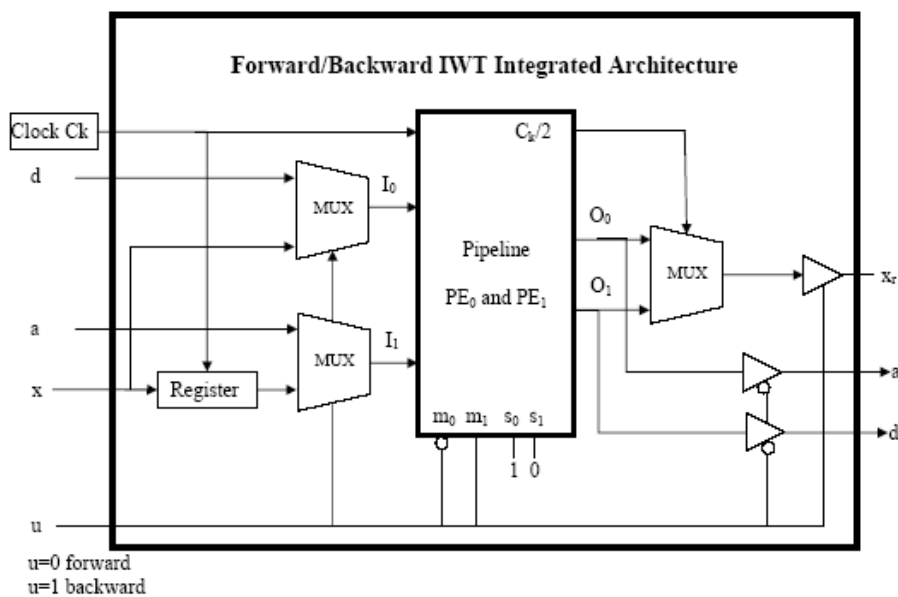 Forward/Backward IWT Integrated Architecture
Clock Ck
Ck/2
d
I0
MUX
O0
Pipeline
MUX
PE0 and PE1
O1
xr
a
I1
MUX
a
x
Register
m0 m1 s0 s1
d
1 0
u
u=0 forward
u=1 backward